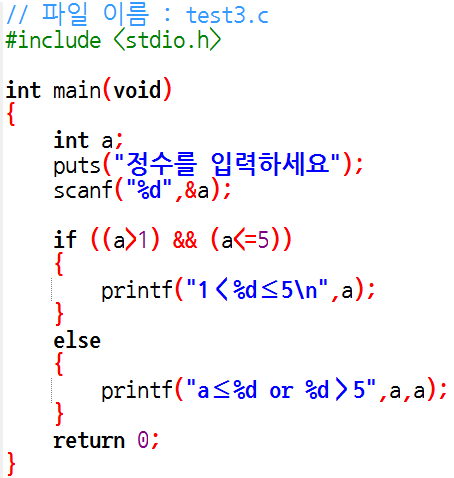 // 파일 이름 : test3.c
#include <stdio.h>
int main(void)
{
int a;
puts("정수를 입력하세요");
scanf("%d",&a);
if ((a>1) && (a<=5))
{
printf("1〈%d≤5\n",a);
}
else
{
printf("a≤%d or %d〉5",a,a);
}
return 0;
}